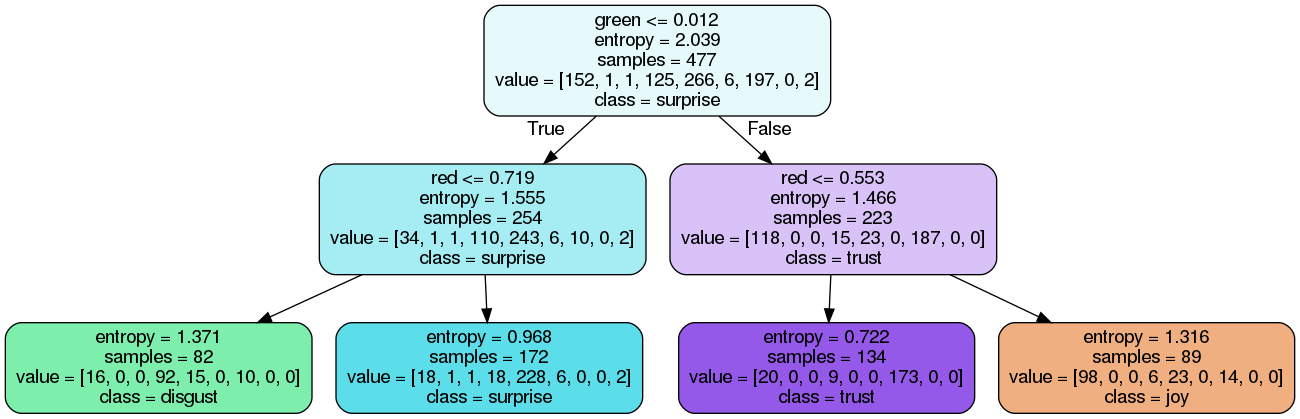 green <= 0.012
entropy = 2.039
samples = 477
value = [152, 1, 1, 125, 266, 6, 197, 0, 2]
class = surprise
True
False
red <= 0.719
entropy = 1.555
samples = 254
value = [34, 1, 1, 110, 243, 6, 10, 0, 2]
class = surprise
red <= 0.553
entropy = 1.466
samples = 223
value = [118, 0, 0, 15, 23, 0, 187, 0, 0]
class = trust
entropy = 1.371
samples = 82
value = [16, 0, 0, 92, 15, 0, 10, 0, 0]
class = disgust
entropy = 0.968
samples = 172
value = [18, 1, 1, 18, 228, 6, 0, 0, 2]
class = surprise
entropy = 0.722
samples = 134
value = [20, 0, 0, 9, 0, 0, 173, 0, 0]
class = trust
entropy = 1.316
samples = 89
value = [98, 0, 0, 6, 23, 0, 14, 0, 0]
class = joy